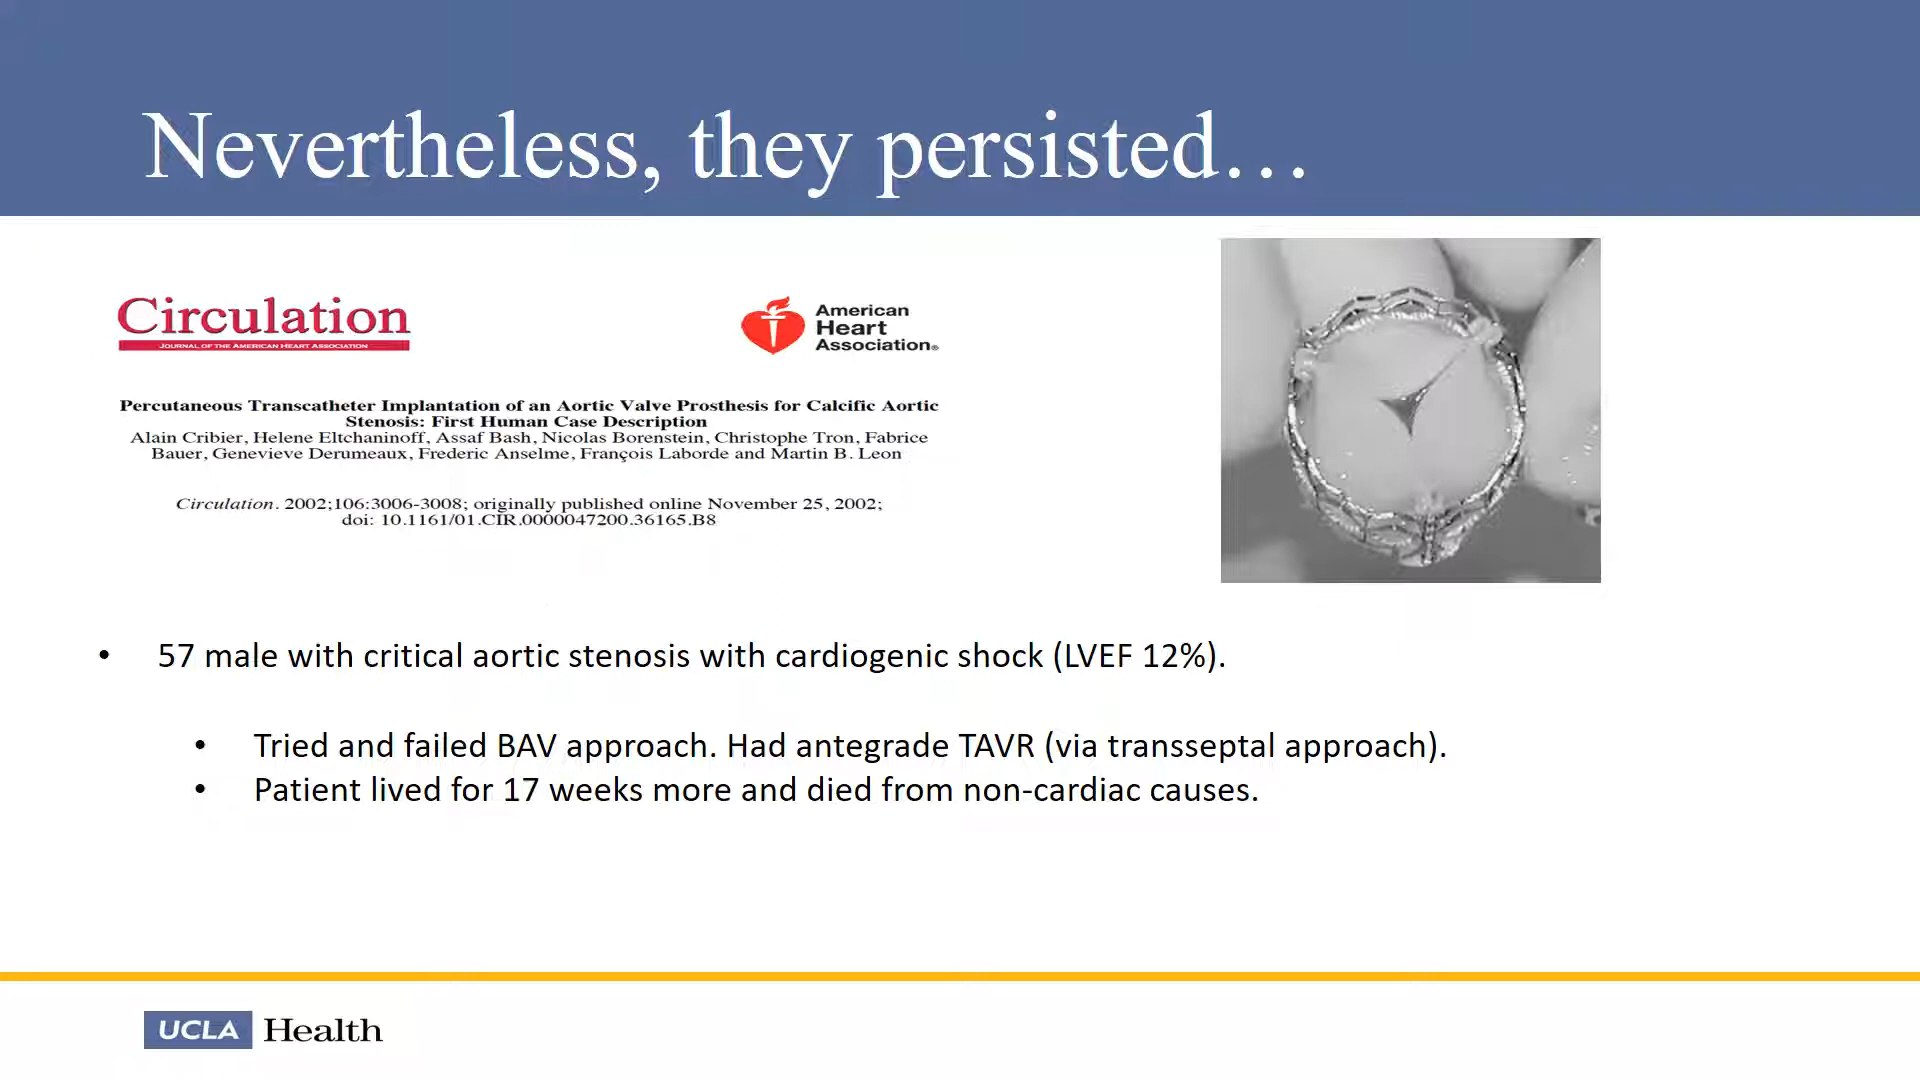 Nevertheless, they persisted…
Circulation
JOURNAL OF THE AMERICAN HEART ASSOCIATION
American
Heart
Association®
Percutaneous Transcatheter Implantation of an Aortic Valve Prosthesis for Calcific Aortic
Stenosis: First Human Case Description
Alain Cribier, Helene Eltchaninoff, Assaf Bash, Nicolas Borenstein, Christophe Tron, Fabrice
Bauer, Genevieve Derumeaux, Frederic Anselme, François Laborde and Martin B. Leon
Circulation. 2002;106:3006-3008; originally published online November 25, 2002;
doi: 10.1161/01.CIR.0000047200.36165.B8
• 57 male with critical aortic stenosis with cardiogenic shock (LVEF 12%).
• Tried and failed BAV approach. Had antegrade TAVR (via transseptal approach).
• Patient lived for 17 weeks more and died from non-cardiac causes.
UCLA Health